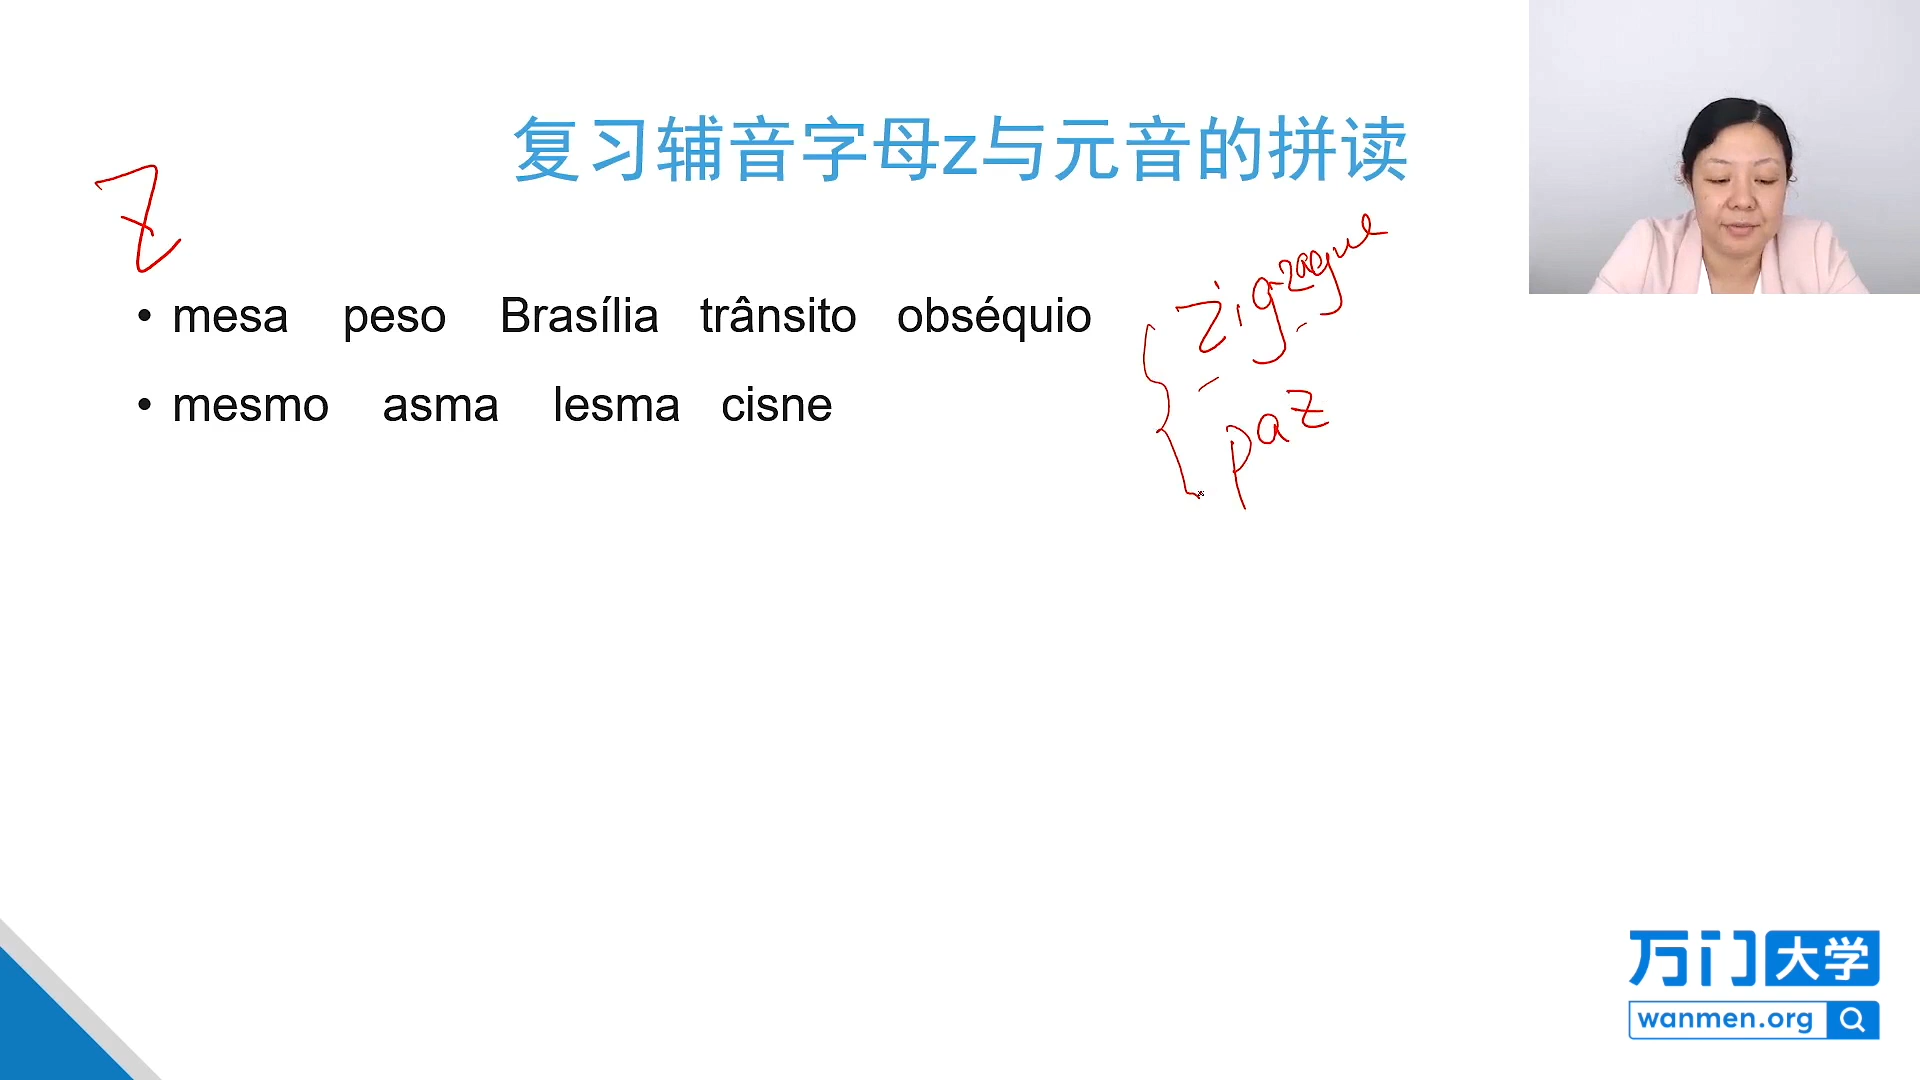 复习辅音字母z与元音的拼读
z
• mesa peso Brasília trânsito obséquio
• mesmo asma lesma cisne
zigzague
paz
万门大学
wanmen.org